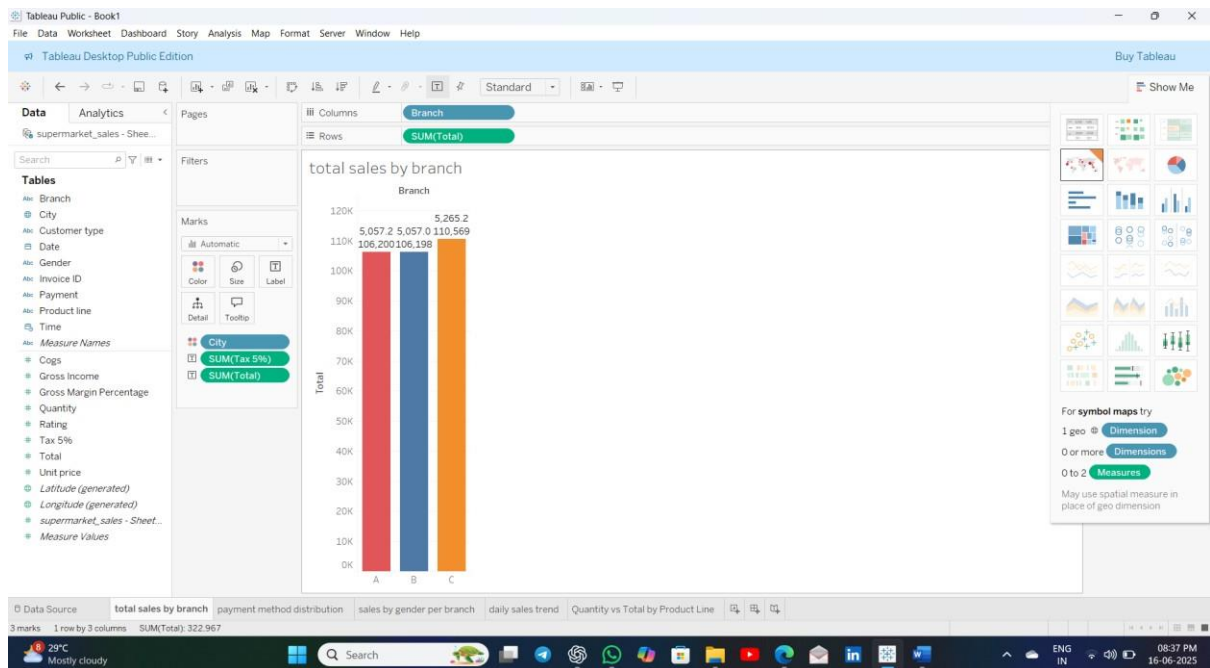 Tableau Public - Book1
File Data Worksheet Dashboard Story Analysis Map Format Server Window Help
Tableau Desktop Public Edition
Buy Tableau
Standard
Show Me
Data
Analytics
supermarket_sales - Shee...
Search
Tables
Abc Branch
City
Abc Customer type
Date
Abc Gender
Abc Invoice ID
Abc Payment
Abc Product line
Time
Abc Measure Names
# Cogs
# Gross Income
# Gross Margin Percentage
# Quantity
# Rating
# Tax 5%
# Total
# Unit price
Latitude (generated)
Longitude (generated)
# supermarket_sales - Sheet...
# Measure Values
Pages
Filters
Marks
Automatic
Color Size Label
Detail Tooltip
City
SUM(Tax 5%)
SUM(Total)
Columns Branch
Rows SUM(Total)
total sales by branch
Branch
Total
120K
110K
100K
90K
80K
70K
60K
50K
40K
30K
20K
10K
0K
5,265.2
5,057.2 5,057.0 110,569
106,200 106,198
A B C
For symbol maps try
1 geo Dimension
0 or more Dimensions
0 to 2 Measures
May use spatial measure in
place of geo dimension
Data Source total sales by branch payment method distribution sales by gender per branch daily sales trend Quantity vs Total by Product Line
3 marks 1 row by 3 columns SUM(Total): 322,967
29°C
Mostly cloudy
Search
ENG
IN
08:37 PM
16-06-2025